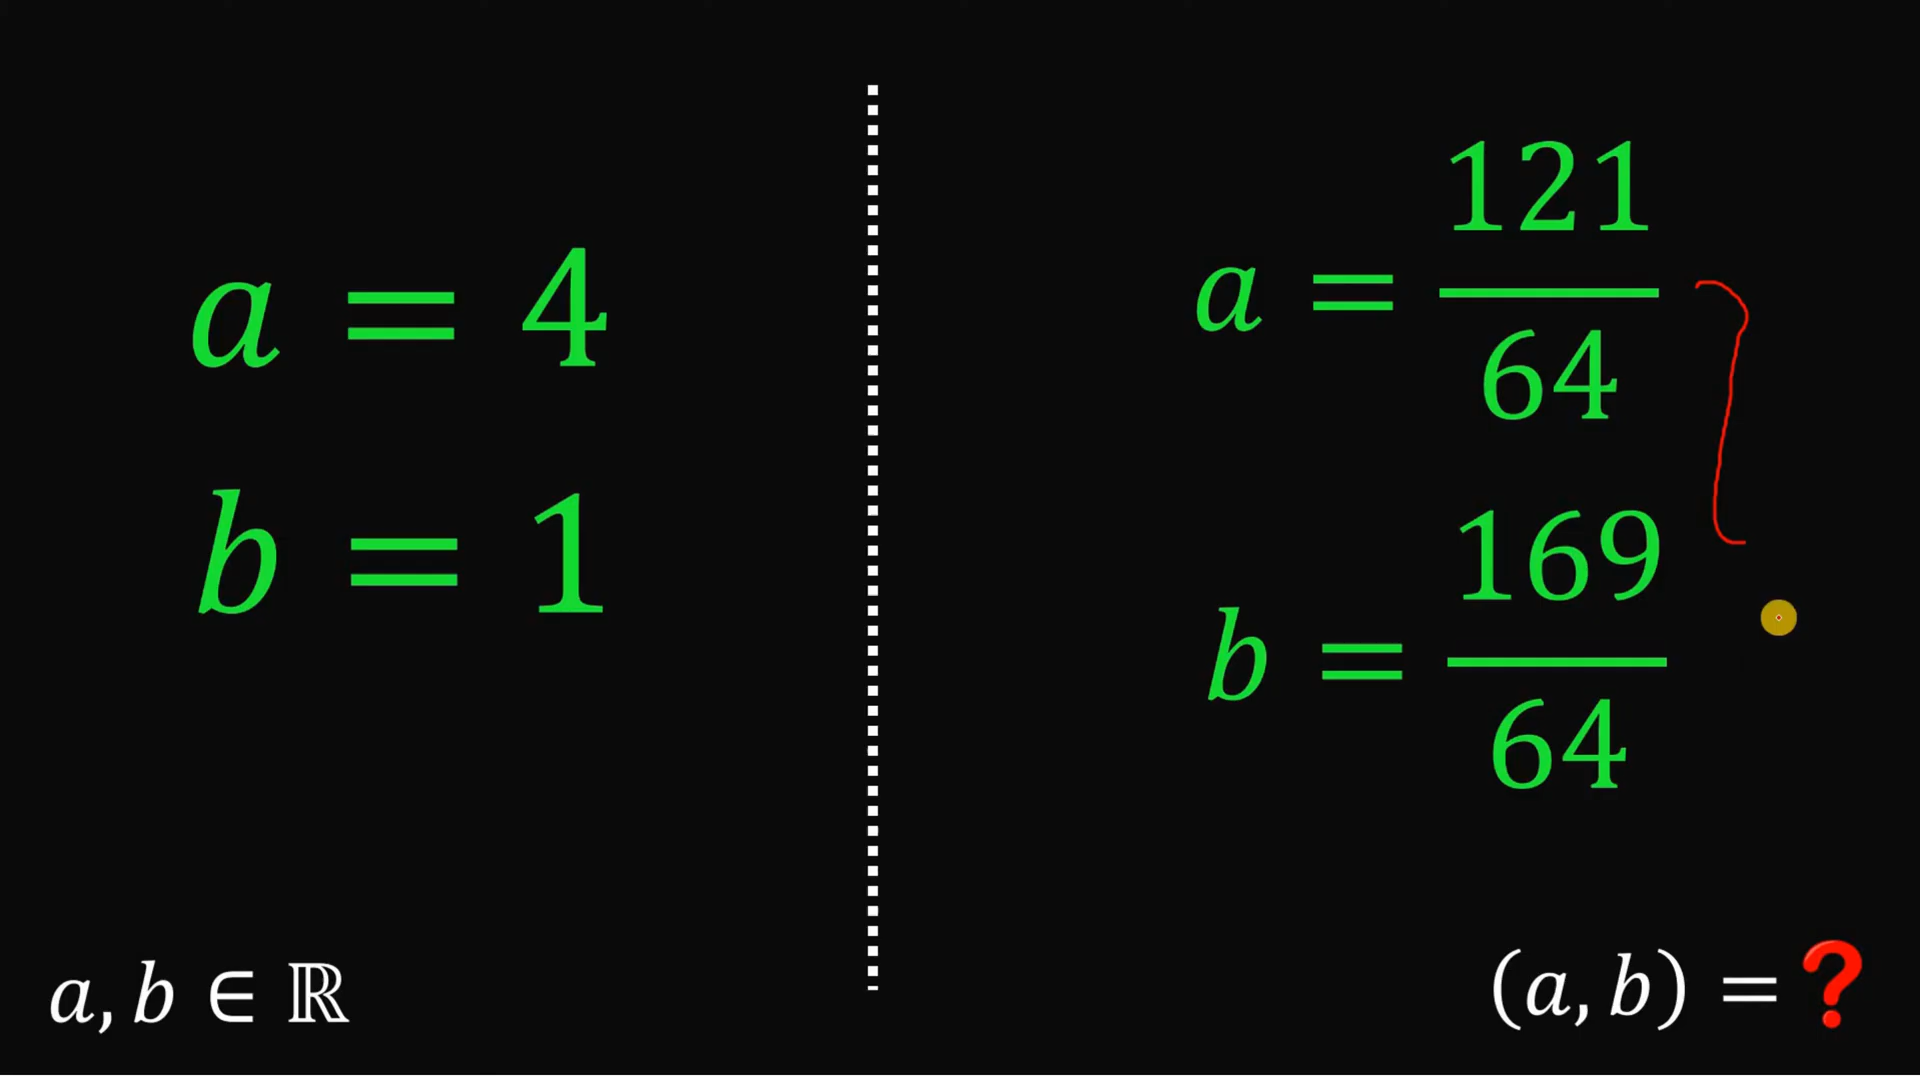 a = 4
b = 1
a = 121/64
b = 169/64
a, b ∈ ℝ
(a, b) = ❓